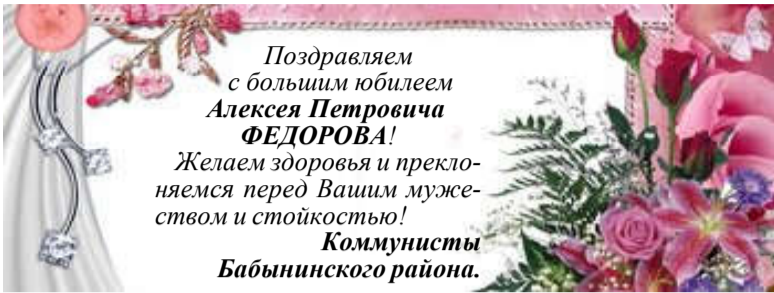 Поздравляем
с большим юбилеем
Алексея Петровича
ФЕДОРОВА!
Желаем здоровья и прекло-
няемся перед Вашим муже-
ством и стойкостью!
Коммунисты
Бабынинского района.